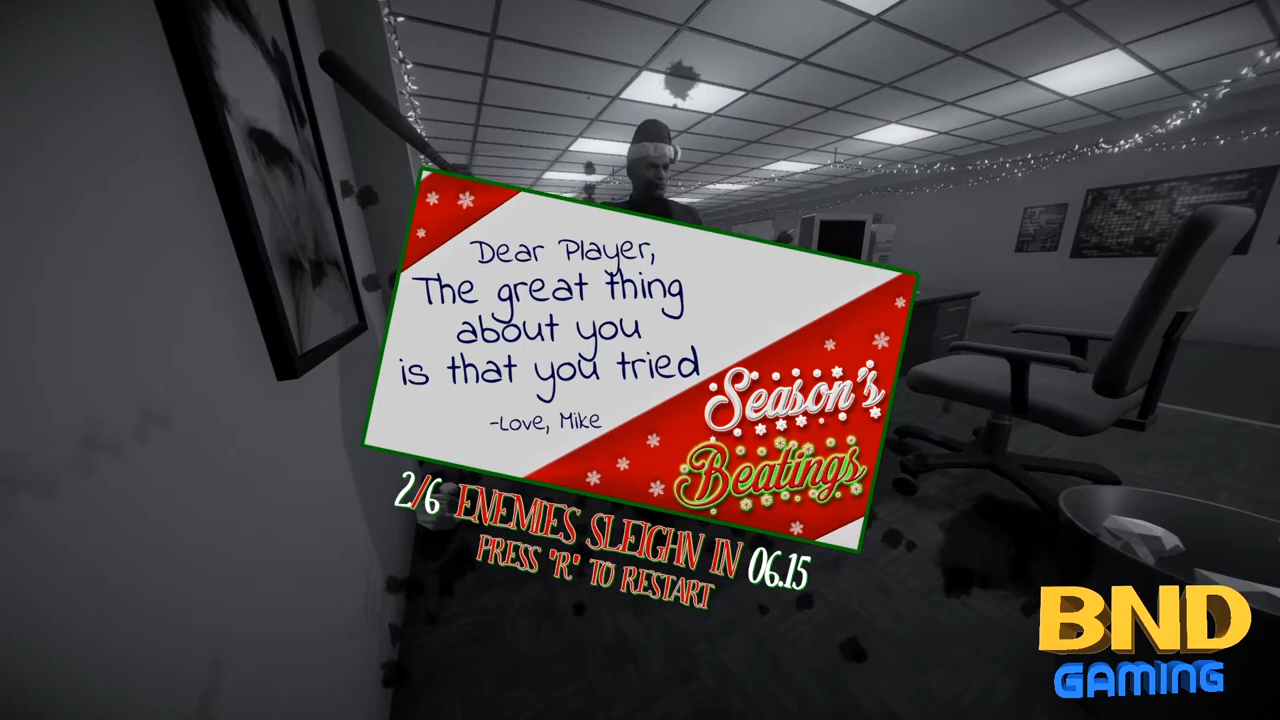 Dear Player,
The great thing
about you
is that you tried
-Love, Mike
Season's
Beatings
2/6 ENEMIES SLEIGHN IN 06.15
PRESS "R" TO RESTART
BND
GAMING